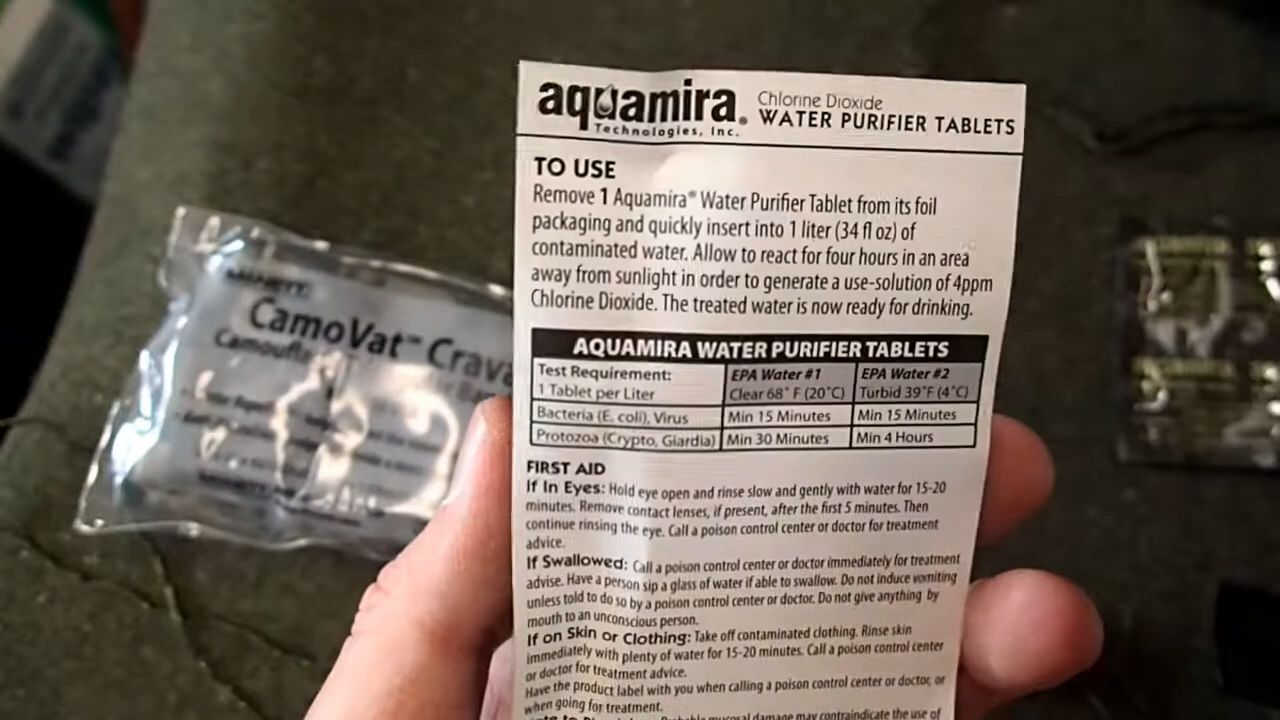 aquamira®
Technologies, Inc.
Chlorine Dioxide
WATER PURIFIER TABLETS
TO USE
Remove 1 Aquamira® Water Purifier Tablet from its foil
packaging and quickly insert into 1 liter (34 fl oz) of
contaminated water. Allow to react for four hours in an area
away from sunlight in order to generate a use-solution of 4ppm
Chlorine Dioxide. The treated water is now ready for drinking.
AQUAMIRA WATER PURIFIER TABLETS
Test Requirement: EPA Water #1 EPA Water #2
1 Tablet per Liter Clear 68° F (20°C) Turbid 39°F (4°C)
Bacteria (E. coli), Virus Min 15 Minutes Min 15 Minutes
Protozoa (Crypto, Giardia) Min 30 Minutes Min 4 Hours
FIRST AID
If In Eyes: Hold eye open and rinse slow and gently with water for 15-20
minutes. Remove contact lenses, if present, after the first 5 minutes. Then
continue rinsing the eye. Call a poison control center or doctor for treatment
advice.
If Swallowed: Call a poison control center or doctor immediately for treatment
advise. Have a person sip a glass of water if able to swallow. Do not induce vomiting
unless told to do so by a poison control center or doctor. Do not give anything by
mouth to an unconscious person.
If on Skin or Clothing: Take off contaminated clothing. Rinse skin
immediately with plenty of water for 15-20 minutes. Call a poison control center
or doctor for treatment advice.
Have the product label with you when calling a poison control center or doctor, or
when going for treatment.
mucosal damage may contraindicate the use of
CamoVat™ Crava